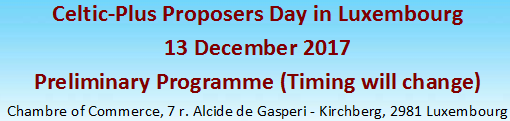 Celtic-Plus Proposers Day in Luxembourg
13 December 2017
Preliminary Programme (Timing will change)
Chambre of Commerce, 7 r. Alcide de Gasperi - Kirchberg, 2981 Luxembourg